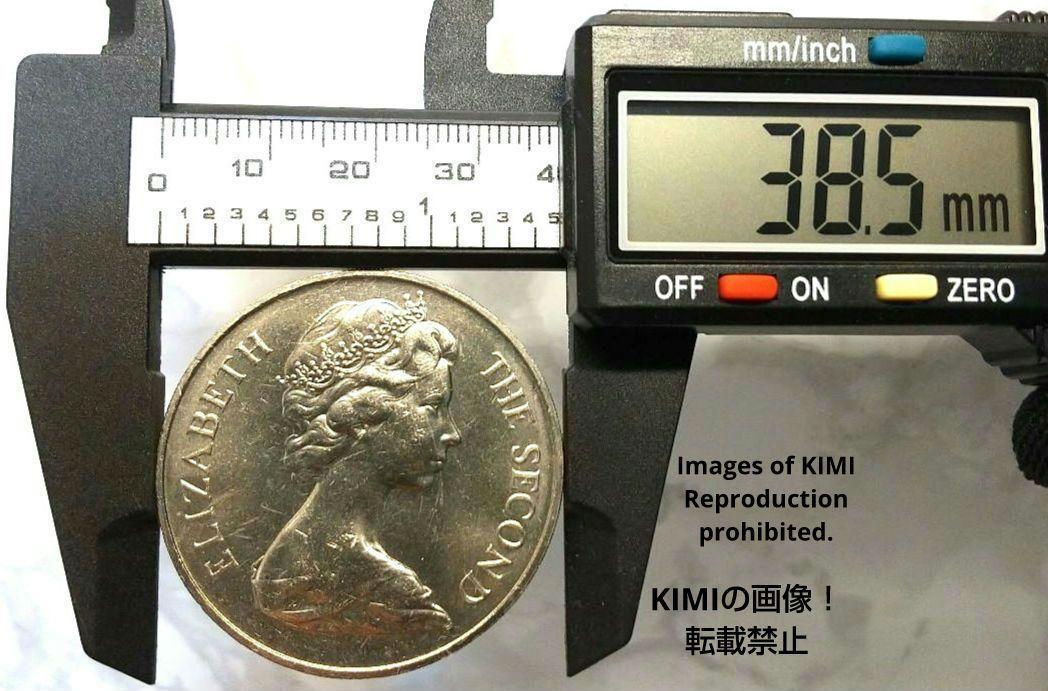 mm/inch
38.5 mm
OFF ON ZERO
0 10 20 30 4
1 2 3 4 5 6 7 8 9 1 1 2 3 4 5
ELIZABETH THE SECOND
Images of KIMI
Reproduction
prohibited.
KIMIの画像！
転載禁止